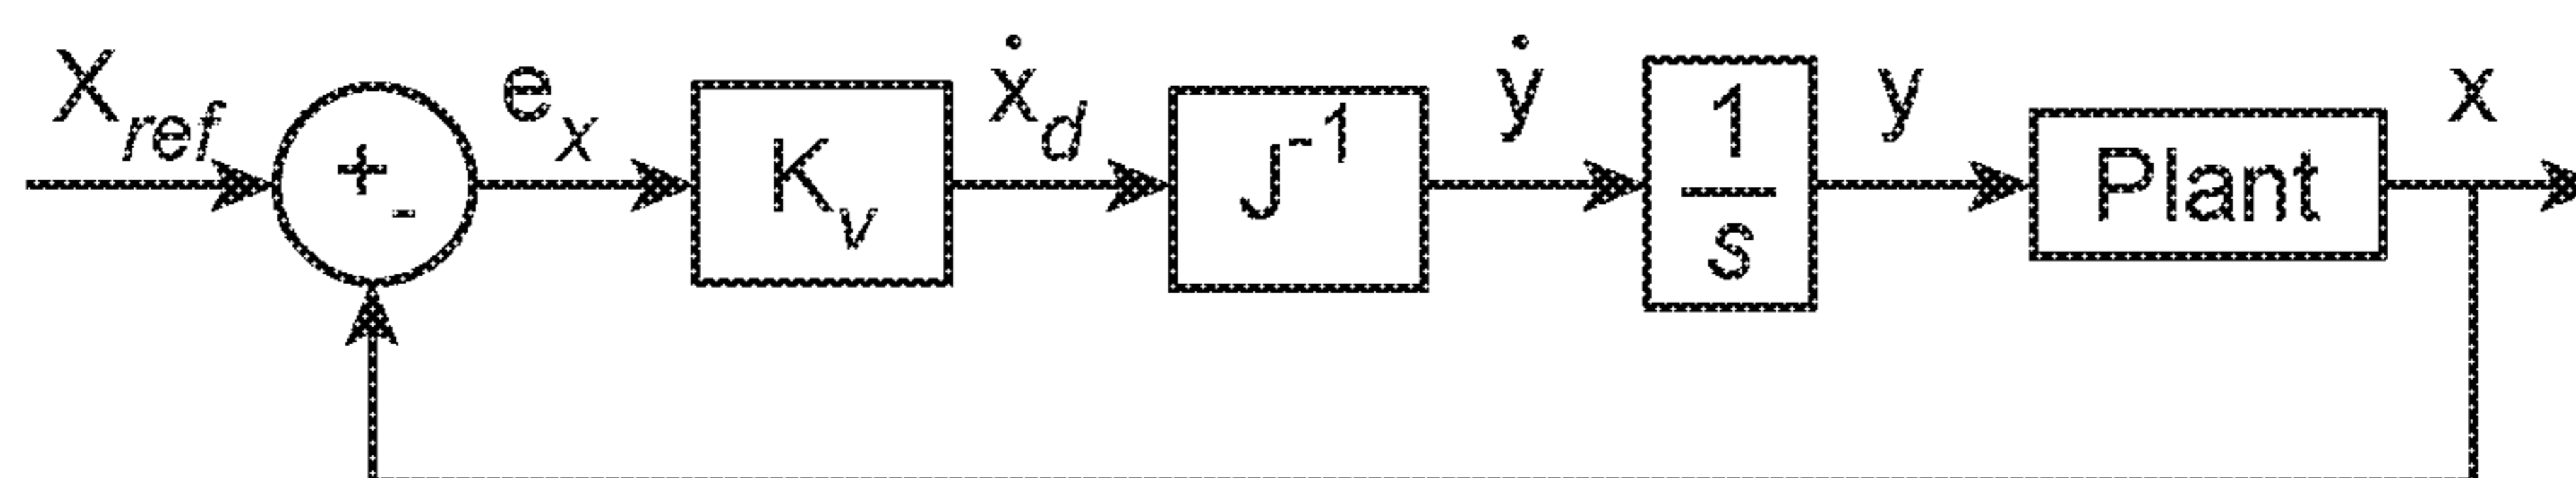 X_ref + - e_x K_v ẋ_d J^-1 ẏ 1/s y Plant x